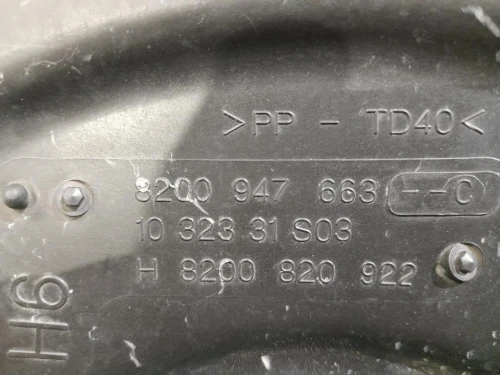 >PP - TD40<
8200 947 663 --C
10 323 31 S03
H 8200 820 922
H6